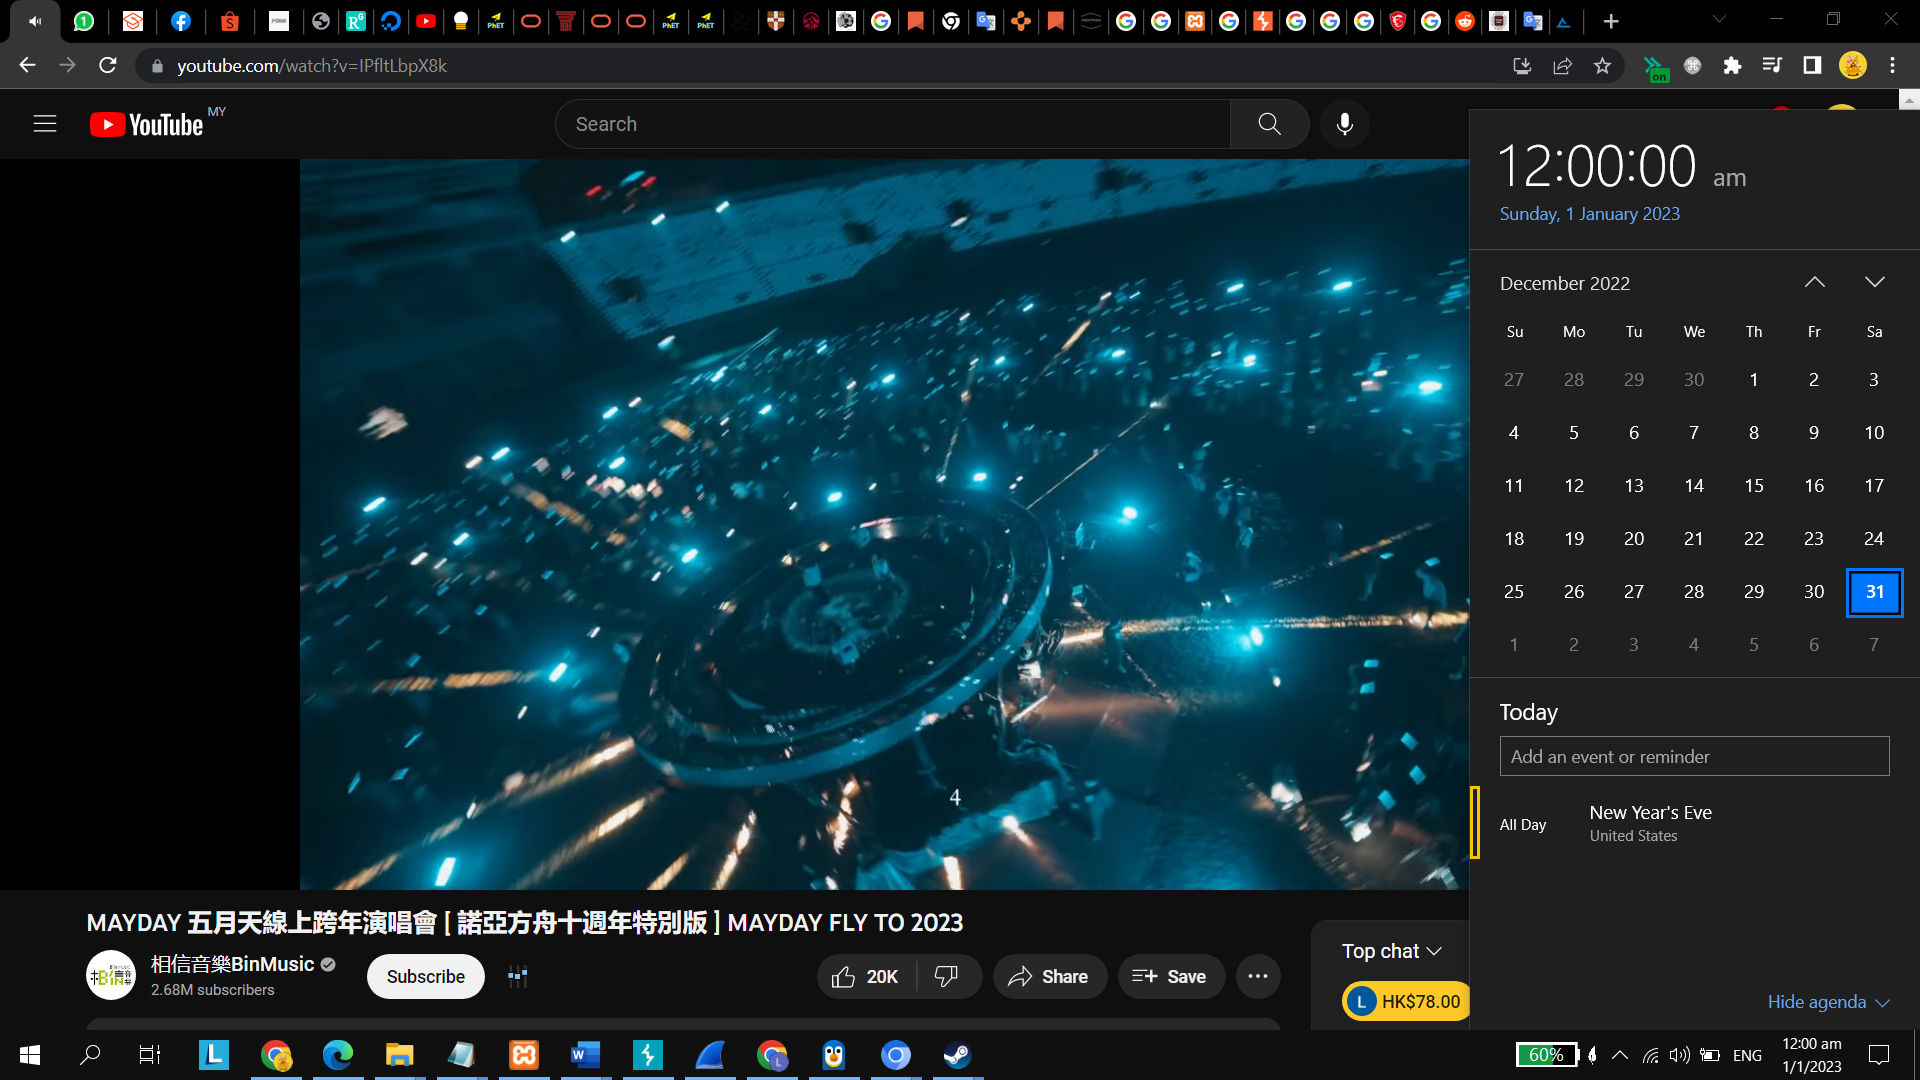 youtube.com/watch?v=IPfltLbpX8k
on
YouTube MY
Search
4
MAYDAY 五月天線上跨年演唱會 [ 諾亞方舟十週年特別版 ] MAYDAY FLY TO 2023
相信音樂BinMusic
2.68M subscribers
Subscribe
20K
Share
Save
Top chat
L HK$78.00
12:00:00 am
Sunday, 1 January 2023
December 2022
Su Mo Tu We Th Fr Sa
27 28 29 30 1 2 3
4 5 6 7 8 9 10
11 12 13 14 15 16 17
18 19 20 21 22 23 24
25 26 27 28 29 30 31
1 2 3 4 5 6 7
Today
Add an event or reminder
All Day
New Year's Eve
United States
Hide agenda
60%
ENG
12:00 am
1/1/2023